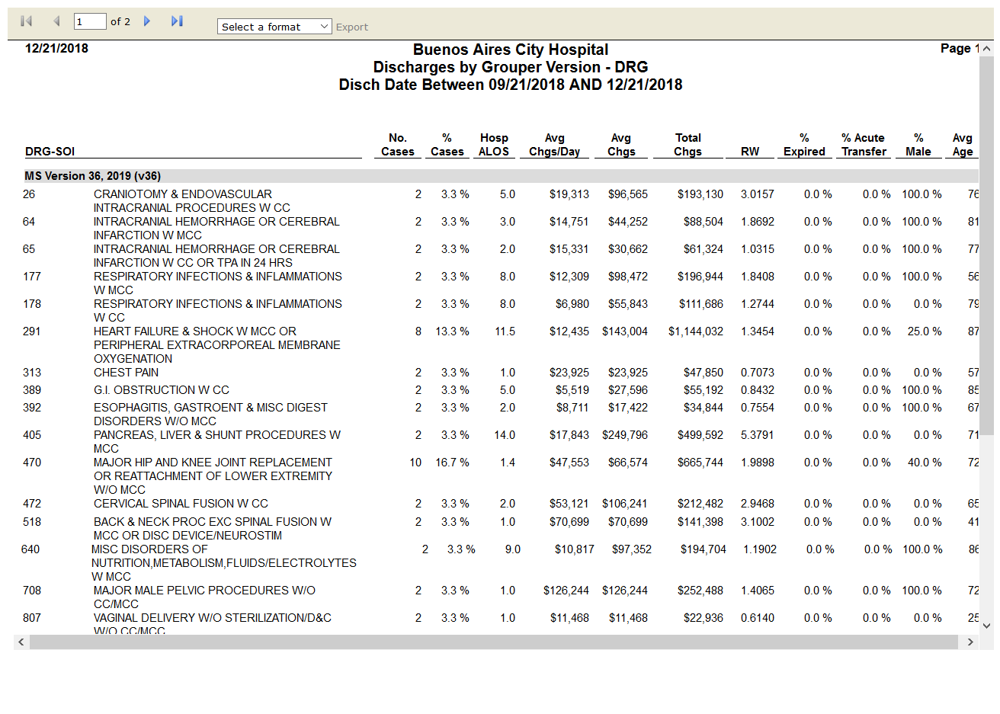 1 of 2 Select a format Export
12/21/2018 Buenos Aires City Hospital Page 1
Discharges by Grouper Version - DRG
Disch Date Between 09/21/2018 AND 12/21/2018
No. % Hosp Avg Avg Total % % Acute % Avg
DRG-SOI Cases Cases ALOS Chgs/Day Chgs Chgs RW Expired Transfer Male Age
MS Version 36, 2019 (v36)
26 CRANIOTOMY & ENDOVASCULAR 2 3.3 % 5.0 $19,313 $96,565 $193,130 3.0157 0.0 % 0.0 % 100.0 % 76
INTRACRANIAL PROCEDURES W CC
64 INTRACRANIAL HEMORRHAGE OR CEREBRAL 2 3.3 % 3.0 $14,751 $44,252 $88,504 1.8692 0.0 % 0.0 % 100.0 % 81
INFARCTION W MCC
65 INTRACRANIAL HEMORRHAGE OR CEREBRAL 2 3.3 % 2.0 $15,331 $30,662 $61,324 1.0315 0.0 % 0.0 % 100.0 % 77
INFARCTION W CC OR TPA IN 24 HRS
177 RESPIRATORY INFECTIONS & INFLAMMATIONS 2 3.3 % 8.0 $12,309 $98,472 $196,944 1.8408 0.0 % 0.0 % 100.0 % 56
W MCC
178 RESPIRATORY INFECTIONS & INFLAMMATIONS 2 3.3 % 8.0 $6,980 $55,843 $111,686 1.2744 0.0 % 0.0 % 0.0 % 79
W CC
291 HEART FAILURE & SHOCK W MCC OR 8 13.3 % 11.5 $12,435 $143,004 $1,144,032 1.3454 0.0 % 0.0 % 25.0 % 87
PERIPHERAL EXTRACORPOREAL MEMBRANE
OXYGENATION
313 CHEST PAIN 2 3.3 % 1.0 $23,925 $23,925 $47,850 0.7073 0.0 % 0.0 % 0.0 % 57
389 G.I. OBSTRUCTION W CC 2 3.3 % 5.0 $5,519 $27,596 $55,192 0.8432 0.0 % 0.0 % 100.0 % 85
392 ESOPHAGITIS, GASTROENT & MISC DIGEST 2 3.3 % 2.0 $8,711 $17,422 $34,844 0.7554 0.0 % 0.0 % 100.0 % 67
DISORDERS W/O MCC
405 PANCREAS, LIVER & SHUNT PROCEDURES W 2 3.3 % 14.0 $17,843 $249,796 $499,592 5.3791 0.0 % 0.0 % 0.0 % 71
MCC
470 MAJOR HIP AND KNEE JOINT REPLACEMENT 10 16.7 % 1.4 $47,553 $66,574 $665,744 1.9898 0.0 % 0.0 % 40.0 % 72
OR REATTACHMENT OF LOWER EXTREMITY
W/O MCC
472 CERVICAL SPINAL FUSION W CC 2 3.3 % 2.0 $53,121 $106,241 $212,482 2.9468 0.0 % 0.0 % 0.0 % 65
518 BACK & NECK PROC EXC SPINAL FUSION W 2 3.3 % 1.0 $70,699 $70,699 $141,398 3.1002 0.0 % 0.0 % 0.0 % 41
MCC OR DISC DEVICE/NEUROSTIM
640 MISC DISORDERS OF 2 3.3 % 9.0 $10,817 $97,352 $194,704 1.1902 0.0 % 0.0 % 100.0 % 86
NUTRITION,METABOLISM,FLUIDS/ELECTROLYTES
W MCC
708 MAJOR MALE PELVIC PROCEDURES W/O 2 3.3 % 1.0 $126,244 $126,244 $252,488 1.4065 0.0 % 0.0 % 100.0 % 72
CC/MCC
807 VAGINAL DELIVERY W/O STERILIZATION/D&C 2 3.3 % 1.0 $11,468 $11,468 $22,936 0.6140 0.0 % 0.0 % 0.0 % 25
W/O CC/MCC